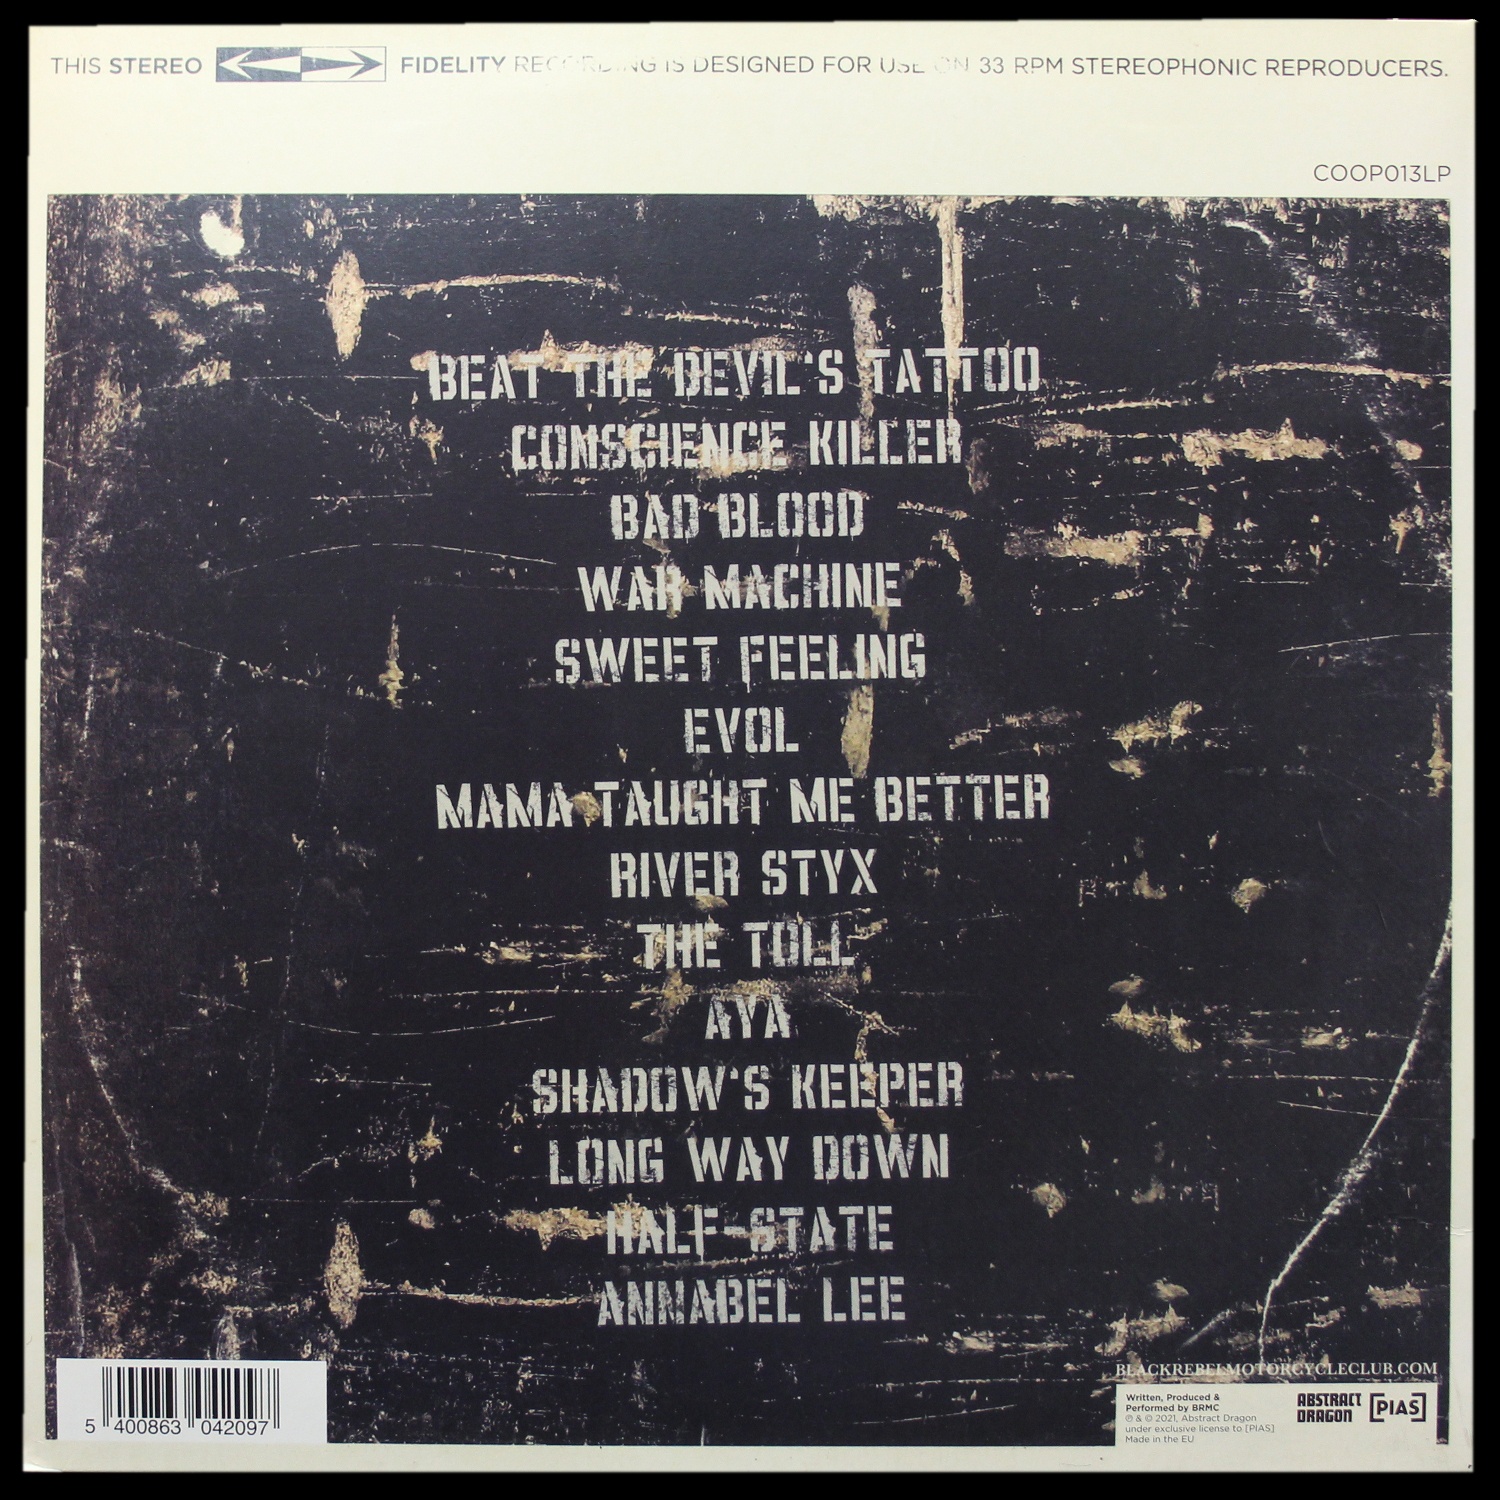 THIS STEREO FIDELITY RECORDING IS DESIGNED FOR USE ON 33 RPM STEREOPHONIC REPRODUCERS.
COOP013LP
BEAT THE DEVIL'S TATTOO
CONSCIENCE KILLER
BAD BLOOD
WAR MACHINE
SWEET FEELING
EVOL
MAMA TAUGHT ME BETTER
RIVER STYX
THE TOLL
AYA
SHADOW'S KEEPER
LONG WAY DOWN
HALF-STATE
ANNABEL LEE
5 400863 042097
BLACKREBELMOTORCYCLECLUB.COM
Written, Produced &
Performed by BRMC
℗ & © 2021, Abstract Dragon
under exclusive license to [PIAS]
Made in the EU
ABSTRACT
DRAGON
[PIAS]